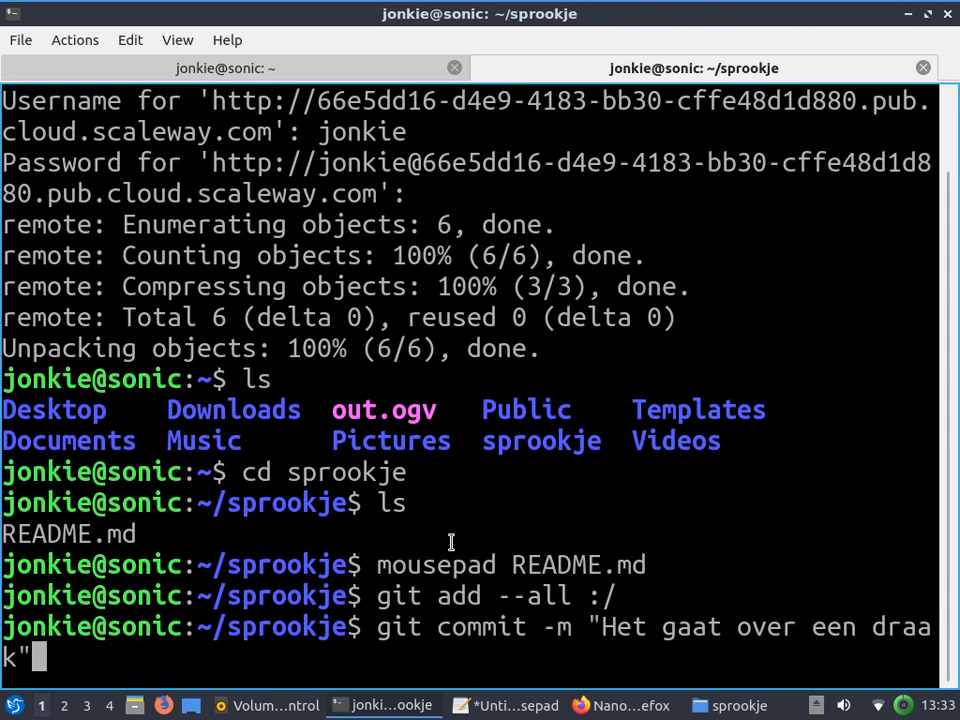 jonkie@sonic: ~/sprookje
File Actions Edit View Help
jonkie@sonic: ~ jonkie@sonic: ~/sprookje
Username for 'http://66e5dd16-d4e9-4183-bb30-cffe48d1d880.pub.
cloud.scaleway.com': jonkie
Password for 'http://jonkie@66e5dd16-d4e9-4183-bb30-cffe48d1d8
80.pub.cloud.scaleway.com':
remote: Enumerating objects: 6, done.
remote: Counting objects: 100% (6/6), done.
remote: Compressing objects: 100% (3/3), done.
remote: Total 6 (delta 0), reused 0 (delta 0)
Unpacking objects: 100% (6/6), done.
jonkie@sonic:~$ ls
Desktop Downloads out.ogv Public Templates
Documents Music Pictures sprookje Videos
jonkie@sonic:~$ cd sprookje
jonkie@sonic:~/sprookje$ ls
README.md
jonkie@sonic:~/sprookje$ mousepad README.md
jonkie@sonic:~/sprookje$ git add --all :/
jonkie@sonic:~/sprookje$ git commit -m "Het gaat over een draa
k"
1 2 3 4 Volum…ntrol jonki…ookje *Unti…sepad Nano…efox sprookje 13:33